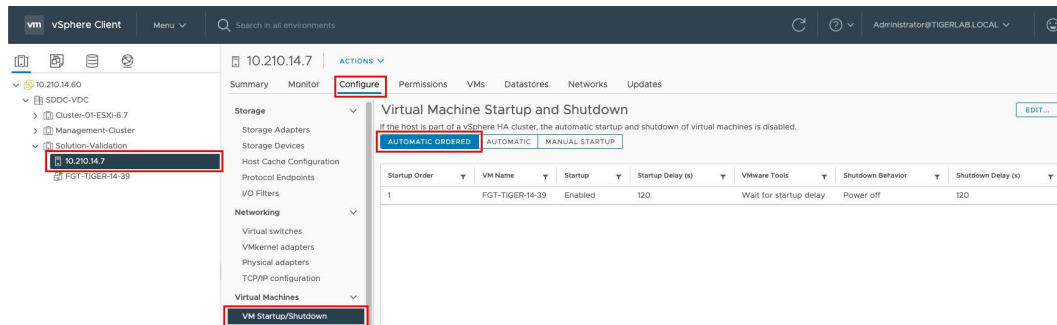 vm vSphere Client Menu Search in all environments Administrator@TIGERLAB.LOCAL
10.210.14.60
SDDC-VDC
Cluster-01-ESXi-6.7
Management-Cluster
Solution-Validation
10.210.14.7
FGT-TIGER-14-39
10.210.14.7 ACTIONS
Summary Monitor Configure Permissions VMs Datastores Networks Updates
Storage
Storage Adapters
Storage Devices
Host Cache Configuration
Protocol Endpoints
I/O Filters
Networking
Virtual switches
VMkernel adapters
Physical adapters
TCP/IP configuration
Virtual Machines
VM Startup/Shutdown
Virtual Machine Startup and Shutdown EDIT...
If the host is part of a vSphere HA cluster, the automatic startup and shutdown of virtual machines is disabled.
AUTOMATIC ORDERED AUTOMATIC MANUAL STARTUP
Startup Order VM Name Startup Startup Delay (s) VMware Tools Shutdown Behavior Shutdown Delay (s)
1 FGT-TIGER-14-39 Enabled 120 Wait for startup delay Power off 120